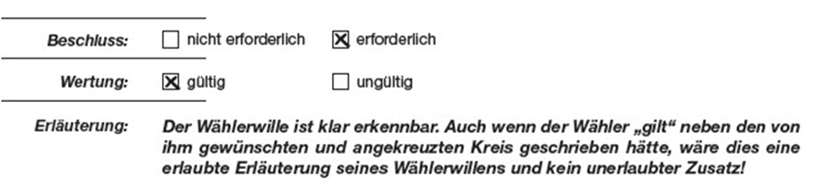 Beschluss: ☐ nicht erforderlich ☒ erforderlich
Wertung: ☒ gültig ☐ ungültig
Erläuterung: Der Wählerwille ist klar erkennbar. Auch wenn der Wähler „gilt“ neben den von
ihm gewünschten und angekreuzten Kreis geschrieben hätte, wäre dies eine
erlaubte Erläuterung seines Wählerwillens und kein unerlaubter Zusatz!